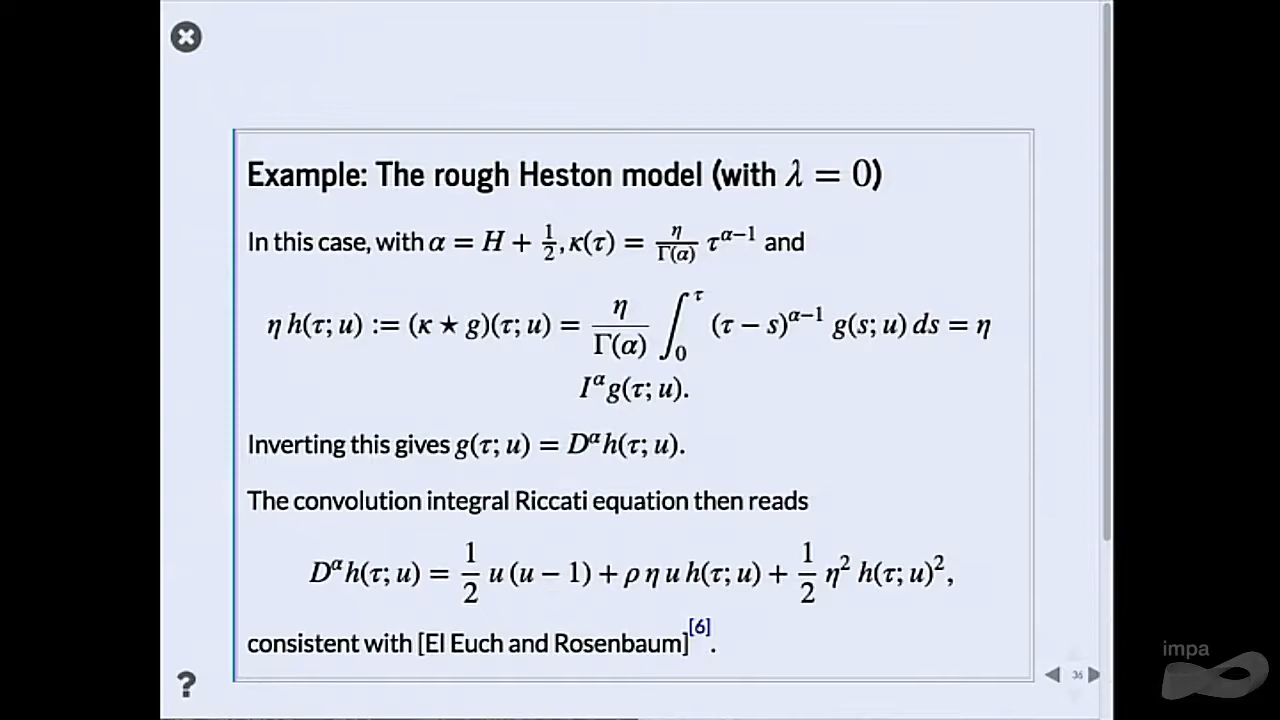 Example: The rough Heston model (with λ = 0)
In this case, with α = H + 1/2, κ(τ) = η/Γ(α) τ^{α−1} and
η h(τ; u) := (κ ⋆ g)(τ; u) = η/Γ(α) ∫_0^τ (τ − s)^{α−1} g(s; u) ds = η
I^α g(τ; u).
Inverting this gives g(τ; u) = D^α h(τ; u).
The convolution integral Riccati equation then reads
D^α h(τ; u) = 1/2 u (u − 1) + ρ η u h(τ; u) + 1/2 η^2 h(τ; u)^2,
consistent with [El Euch and Rosenbaum]^[6].
?
36
impa